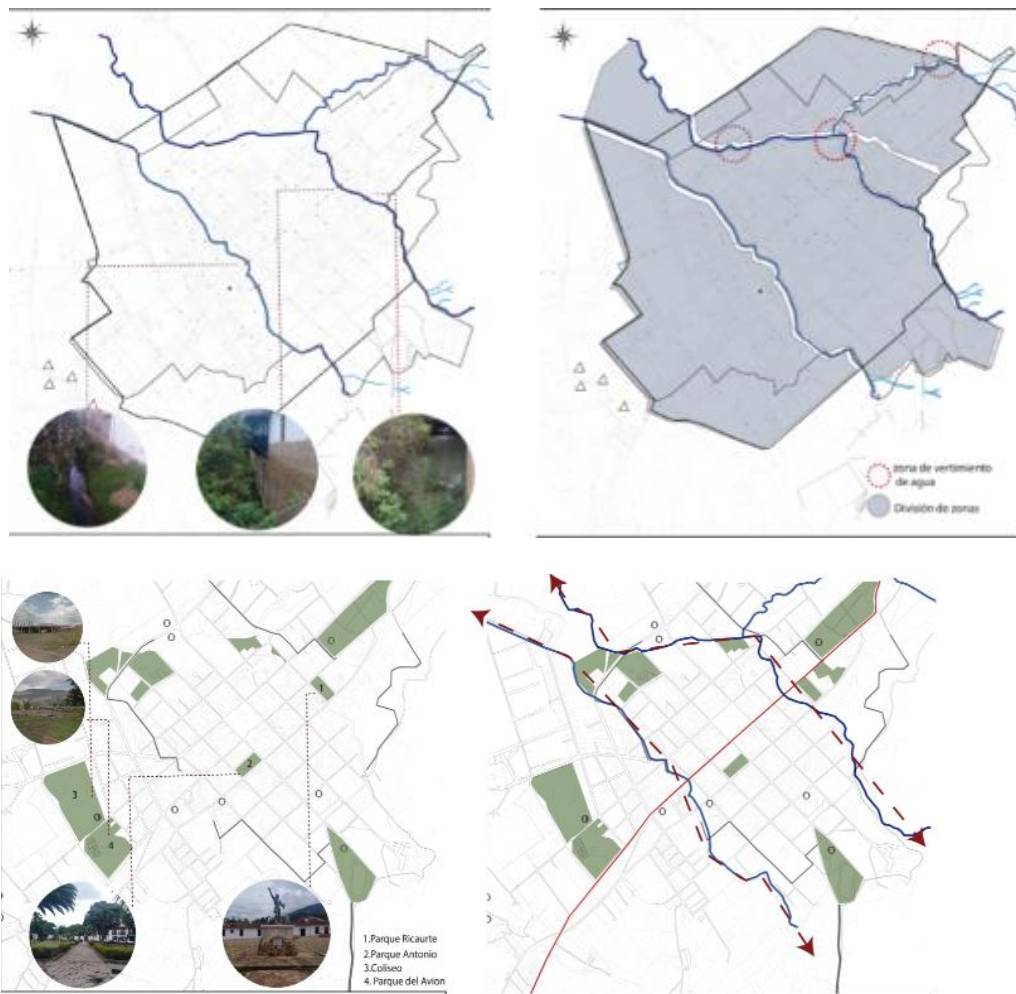 zona de vertimiento
de agua
División de zonas
1
2
3
4
1.Parque Ricaurte
2.Parque Antonio
3.Coliseo
4. Parque del Avion